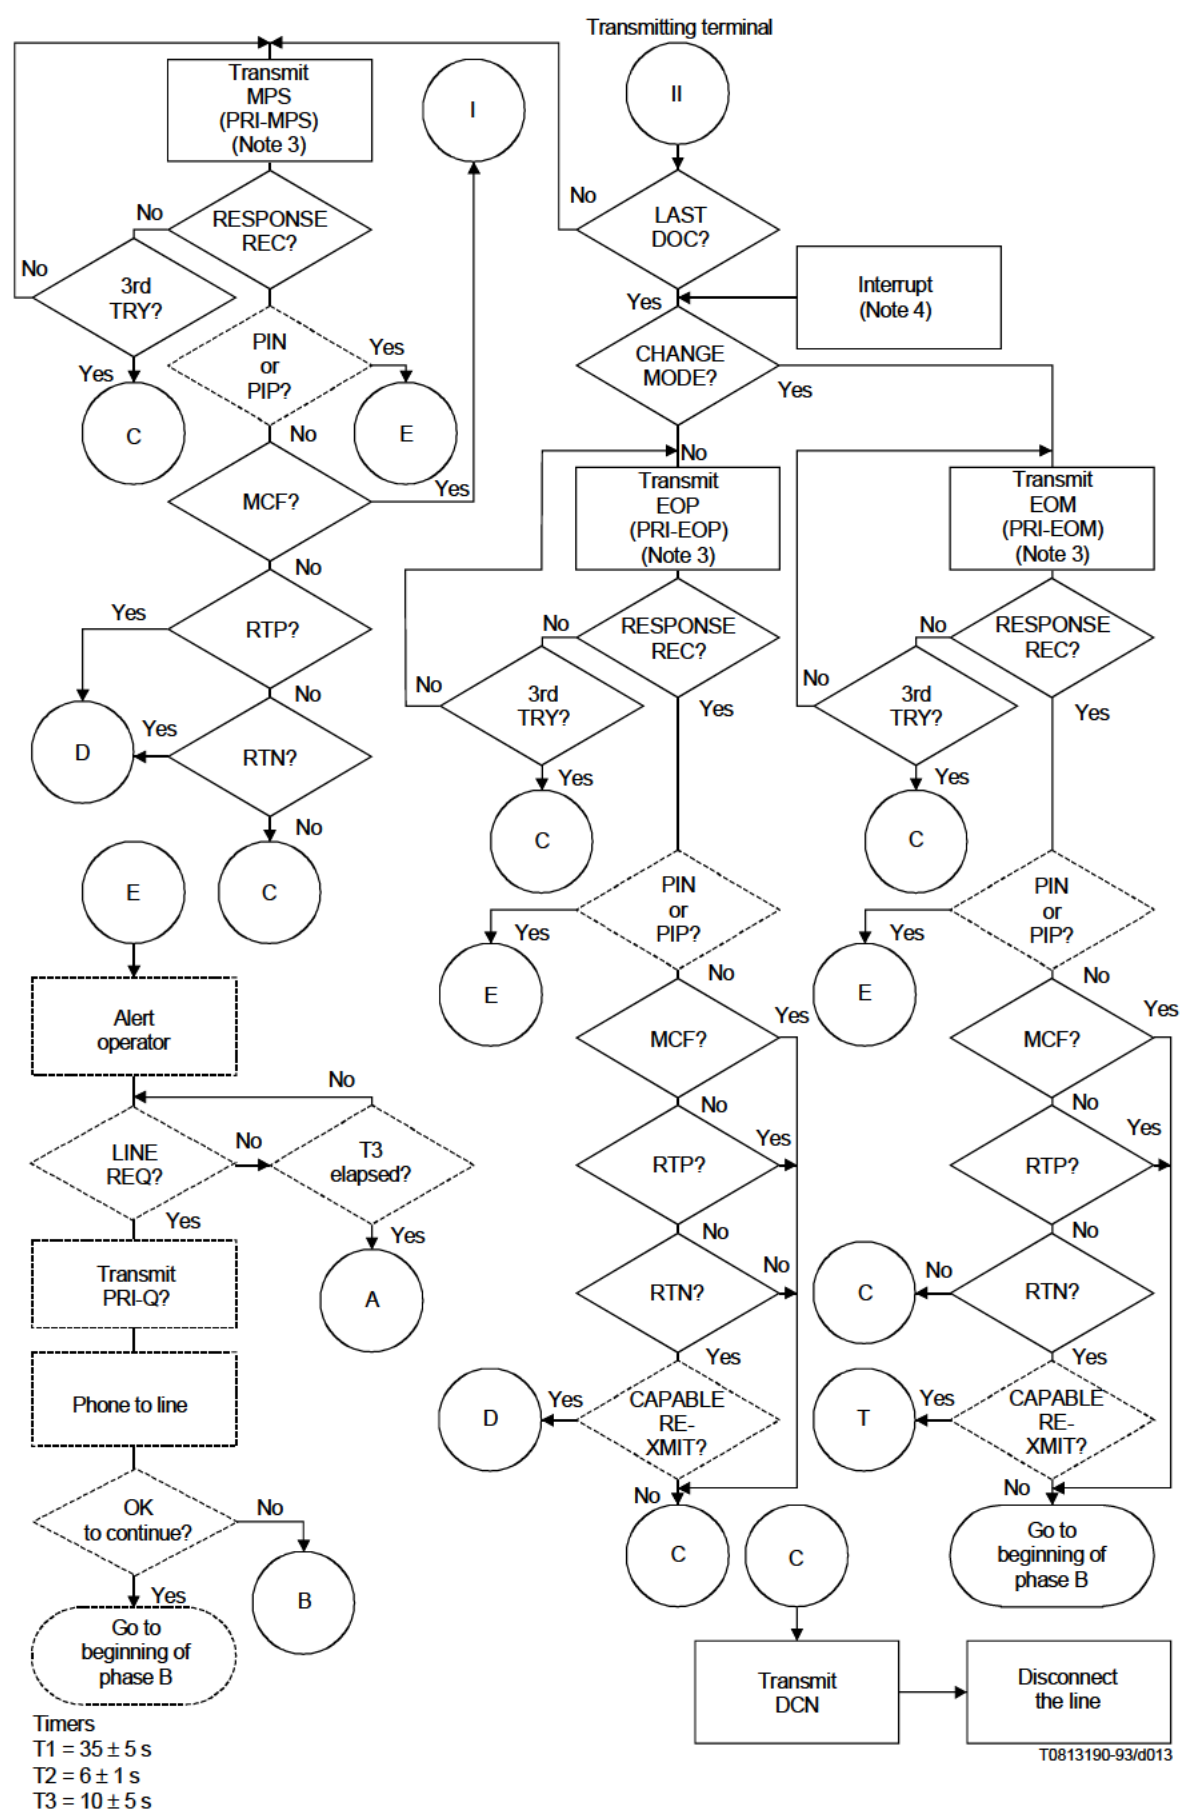 Transmitting terminal
Transmit
MPS
(PRI-MPS)
(Note 3)
I
II
No
LAST
DOC?
No
RESPONSE
REC?
No
3rd
TRY?
Interrupt
(Note 4)
Yes
PIN
or
PIP?
Yes
CHANGE
MODE?
Yes
Yes
C
E
No
No
MCF?
Yes
Transmit
EOP
(PRI-EOP)
(Note 3)
Transmit
EOM
(PRI-EOM)
(Note 3)
No
Yes
RTP?
No
RESPONSE
REC?
No
RESPONSE
REC?
No
No
3rd
TRY?
Yes
No
3rd
TRY?
Yes
D
Yes
RTN?
Yes
C
Yes
C
No
E
C
PIN
or
PIP?
Yes
PIN
or
PIP?
Yes
E
No
E
No
Alert
operator
MCF?
Yes
MCF?
Yes
No
No
No
LINE
REQ?
No
T3
elapsed?
RTP?
Yes
RTP?
Yes
Yes
Yes
No
No
Transmit
PRI-Q?
A
RTN?
No
C
No
RTN?
Yes
Yes
Phone to line
D
Yes
CAPABLE
RE-
XMIT?
T
Yes
CAPABLE
RE-
XMIT?
No
No
OK
to continue?
No
C
C
Go to
beginning of
phase B
Yes
B
Go to
beginning of
phase B
Transmit
DCN
Disconnect
the line
Timers
T1 = 35 ± 5 s
T2 = 6 ± 1 s
T3 = 10 ± 5 s
T0813190-93/d013